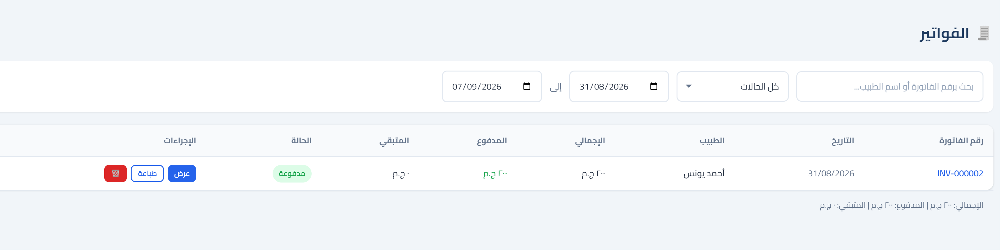 الفواتير
بحث برقم الفاتورة أو اسم الطبيب...
كل الحالات
31/08/2026
إلى
07/09/2026
رقم الفاتورة التاريخ الطبيب الإجمالي المدفوع المتبقي الحالة الإجراءات
INV-000002 31/08/2026 أحمد يونس ٢٠٠ ج.م ٢٠٠ ج.م ٠ ج.م مدفوعة عرض طباعة
الإجمالي: ٢٠٠ ج.م | المدفوع: ٢٠٠ ج.م | المتبقي: ٠ ج.م